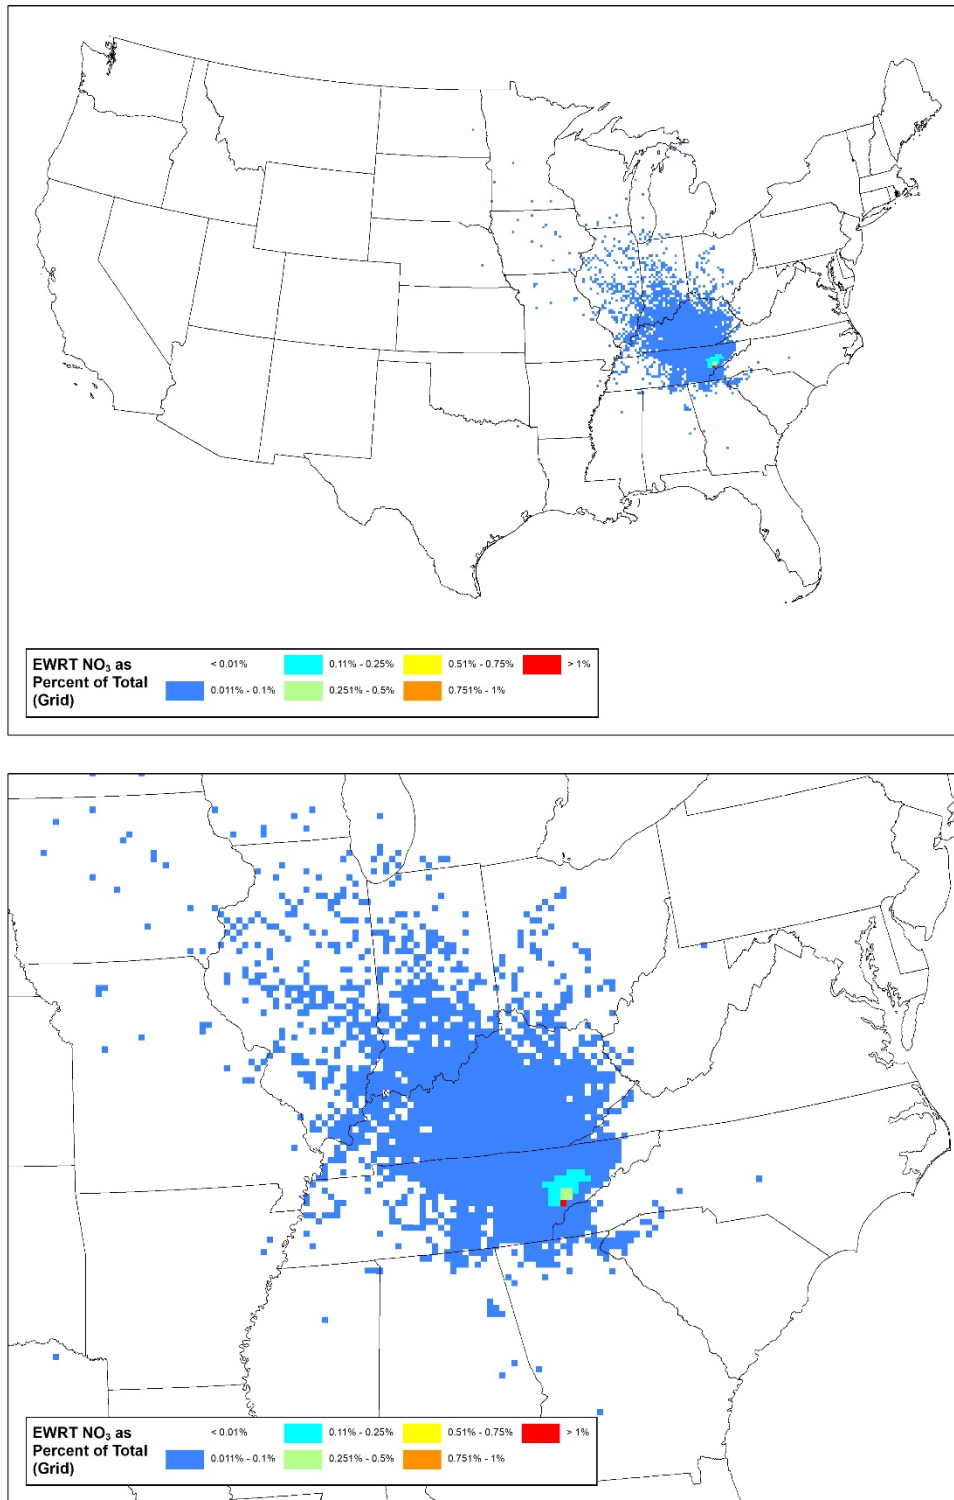 EWRT NO₃ as
Percent of Total
(Grid)
< 0.01%
0.11% - 0.25%
0.51% - 0.75%
> 1%
0.011% - 0.1%
0.251% - 0.5%
0.751% - 1%
EWRT NO₃ as
Percent of Total
(Grid)
< 0.01%
0.11% - 0.25%
0.51% - 0.75%
> 1%
0.011% - 0.1%
0.251% - 0.5%
0.751% - 1%